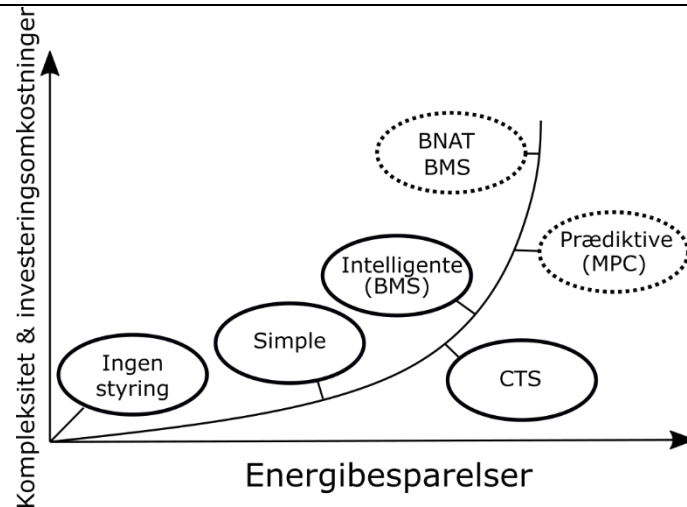 Kompleksitet & investeringsomkostninger
BNAT
BMS
Prædiktive
(MPC)
Intelligente
(BMS)
Simple
Ingen
styring
CTS
Energibesparelser